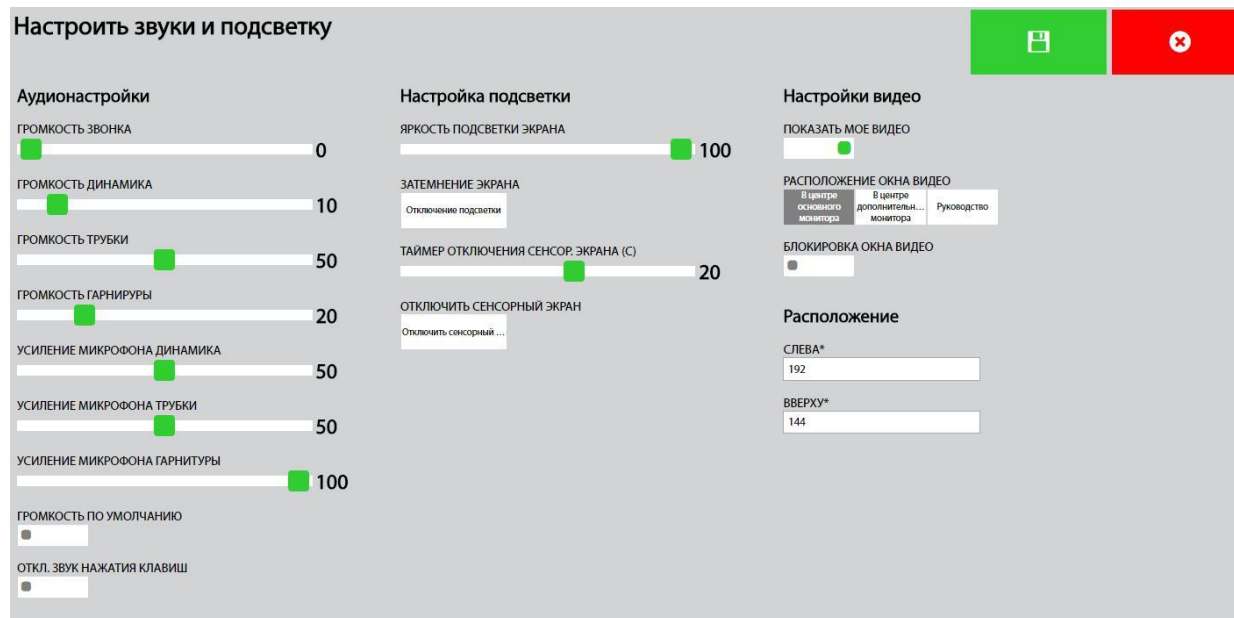 Настроить звуки и подсветку
Аудионастройки
ГРОМКОСТЬ ЗВОНКА
0
ГРОМКОСТЬ ДИНАМИКА
10
ГРОМКОСТЬ ТРУБКИ
50
ГРОМКОСТЬ ГАРНИРУРЫ
20
УСИЛЕНИЕ МИКРОФОНА ДИНАМИКА
50
УСИЛЕНИЕ МИКРОФОНА ТРУБКИ
50
УСИЛЕНИЕ МИКРОФОНА ГАРНИТУРЫ
100
ГРОМКОСТЬ ПО УМОЛЧАНИЮ
ОТКЛ. ЗВУК НАЖАТИЯ КЛАВИШ
Настройка подсветки
ЯРКОСТЬ ПОДСВЕТКИ ЭКРАНА
100
ЗАТЕМНЕНИЕ ЭКРАНА
Отключение подсветки
ТАЙМЕР ОТКЛЮЧЕНИЯ СЕНСОР. ЭКРАНА (С)
20
ОТКЛЮЧИТЬ СЕНСОРНЫЙ ЭКРАН
Отключить сенсорный ...
Настройки видео
ПОКАЗАТЬ МОЕ ВИДЕО
РАСПОЛОЖЕНИЕ ОКНА ВИДЕО
В центре
основного
монитора
В центре
дополнительн...
монитора
Руководство
БЛОКИРОВКА ОКНА ВИДЕО
Расположение
СЛЕВА*
192
ВВЕРХУ*
144